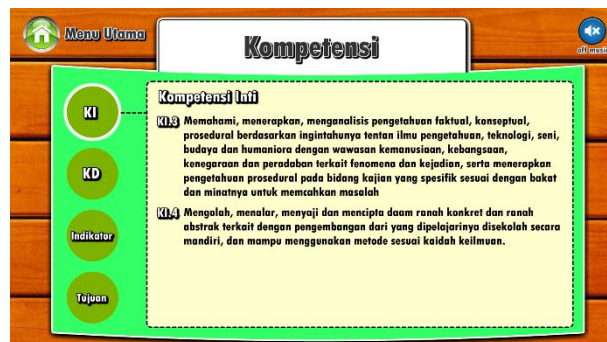 Menu Utama
Kompetensi
off music
KI
KD
Indikator
Tujuan
Kompetensi Inti
KI.3 Memahami, menerapkan, menganalisis pengetahuan faktual, konseptual,
prosedural berdasarkan ingintahunya tentan ilmu pengetahuan, teknologi, seni,
budaya dan humaniora dengan wawasan kemanusiaan, kebangsaan,
kenegaraan dan peradaban terkait fenomena dan kejadian, serta menerapkan
pengetahuan prosedural pada bidang kajian yang spesifik sesuai dengan bakat
dan minatnya untuk memcahkan masalah
KI.4 Mengolah, menalar, menyaji dan mencipta daam ranah konkret dan ranah
abstrak terkait dengan pengembangan dari yang dipelajarinya disekolah secara
mandiri, dan mampu menggunakan metode sesuai kaidah keilmuan.